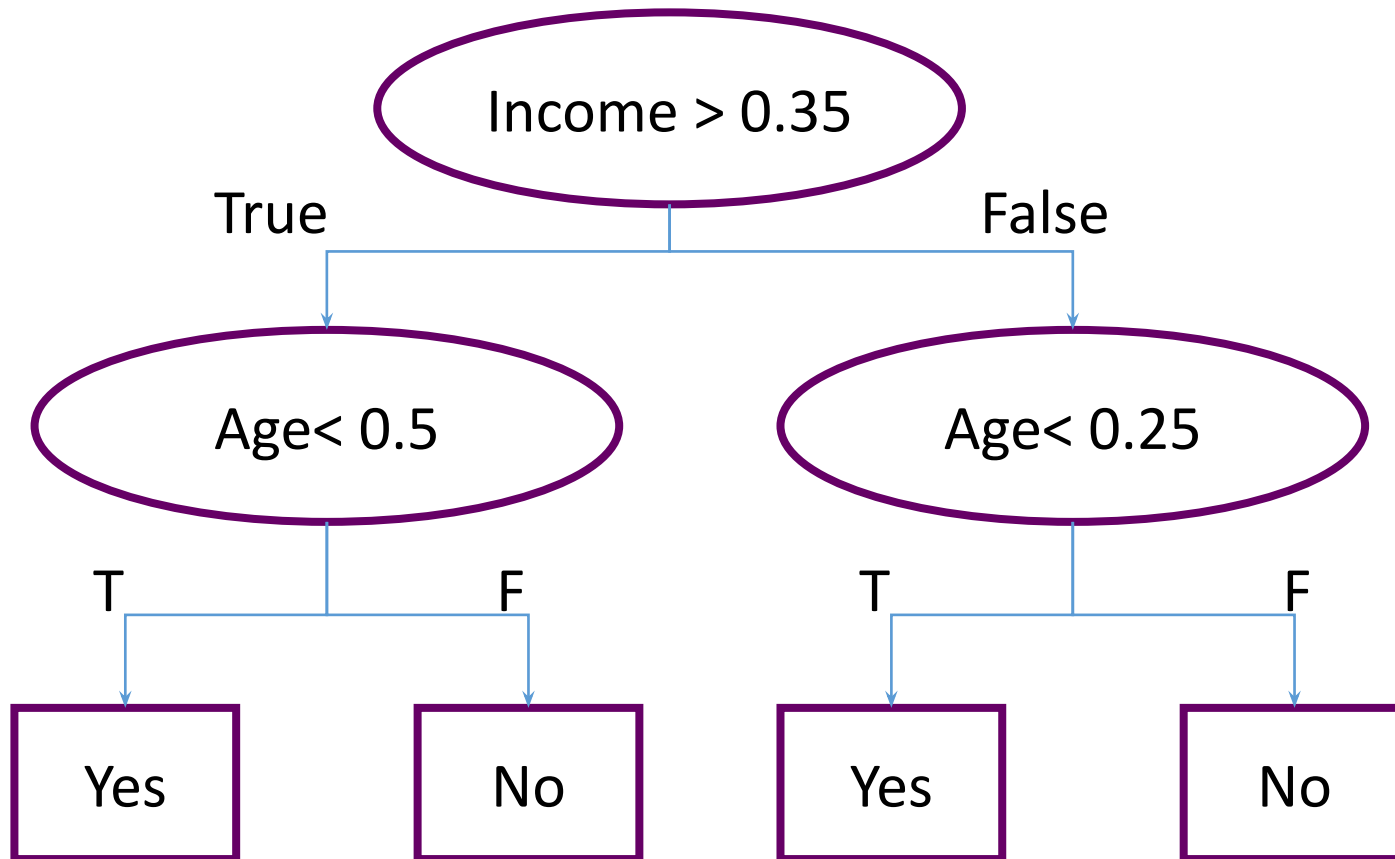 Income > 0.35
True
False
Age< 0.5
Age< 0.25
T
F
T
F
Yes
No
Yes
No